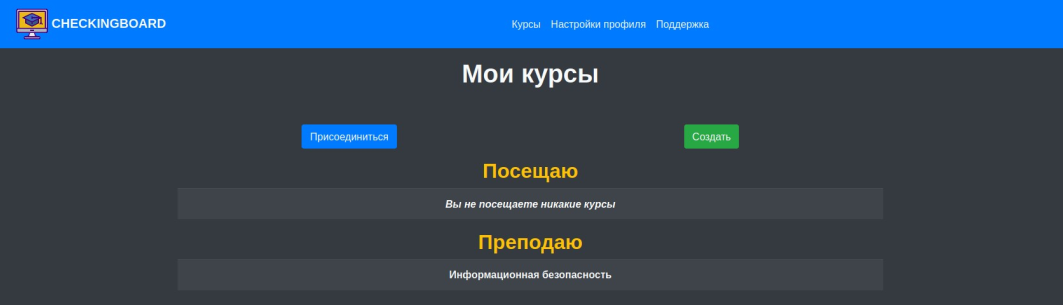 CHECKINGBOARD
Курсы Настройки профиля Поддержка
Мои курсы
Присоединиться
Создать
Посещаю
Вы не посещаете никакие курсы
Преподаю
Информационная безопасность